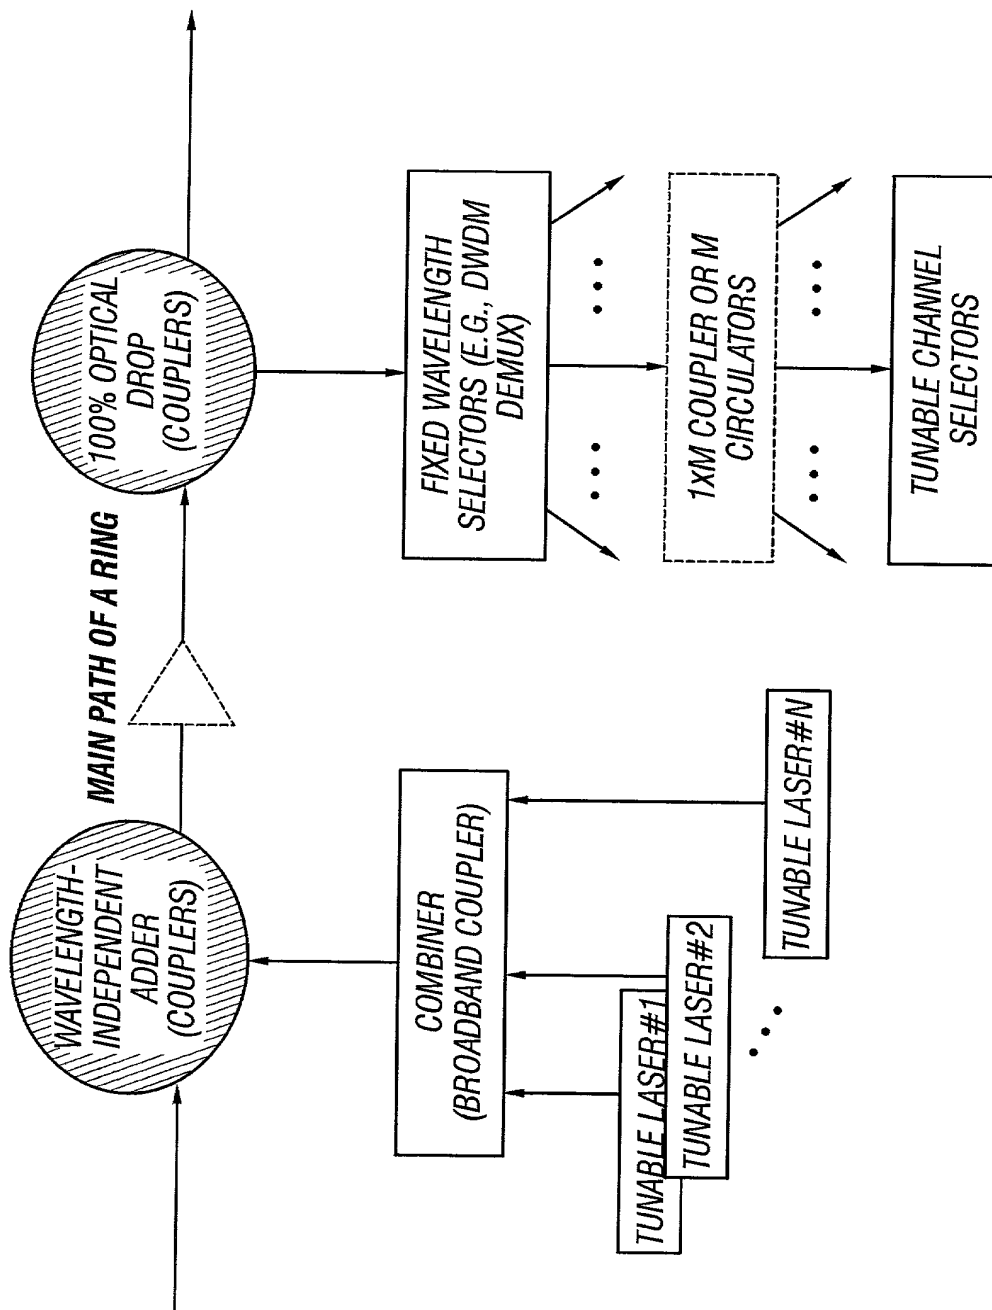 MAIN PATH OF A RING
WAVELENGTH-
INDEPENDENT
ADDER
(COUPLERS)
100% OPTICAL
DROP
(COUPLERS)
COMBINER
(BROADBAND COUPLER)
TUNABLE LASER#1
TUNABLE LASER#2
TUNABLE LASER#N
FIXED WAVELENGTH
SELECTORS (E.G., DWDM
DEMUX)
1xM COUPLER OR M
CIRCULATORS
TUNABLE CHANNEL
SELECTORS